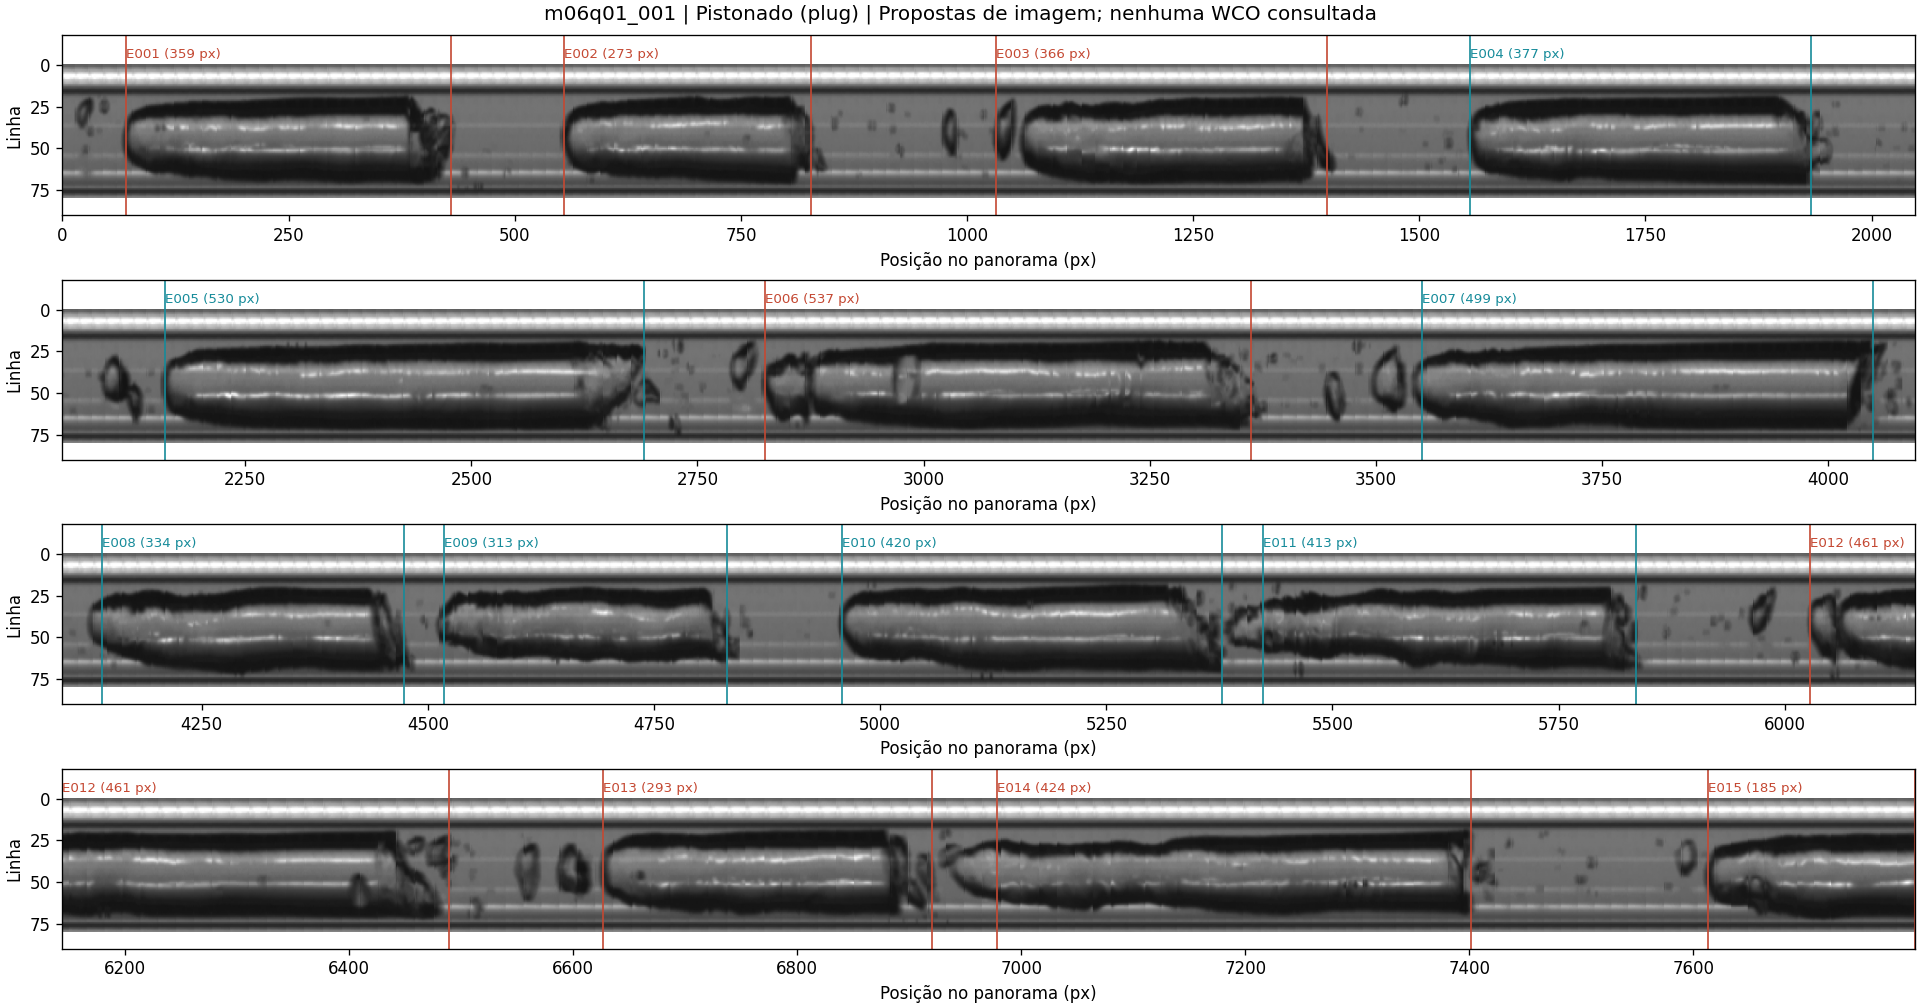 m06q01_001 | Pistonado (plug) | Propostas de imagem; nenhuma WCO consultada
E001 (359 px) E002 (273 px) E003 (366 px) E004 (377 px)
0
25
50
75
Linha
0 250 500 750 1000 1250 1500 1750 2000
Posição no panorama (px)
E005 (530 px) E006 (537 px) E007 (499 px)
0
25
50
75
Linha
2250 2500 2750 3000 3250 3500 3750 4000
Posição no panorama (px)
E008 (334 px) E009 (313 px) E010 (420 px) E011 (413 px) E012 (461 px)
0
25
50
75
Linha
4250 4500 4750 5000 5250 5500 5750 6000
Posição no panorama (px)
E012 (461 px) E013 (293 px) E014 (424 px) E015 (185 px)
0
25
50
75
Linha
6200 6400 6600 6800 7000 7200 7400 7600
Posição no panorama (px)